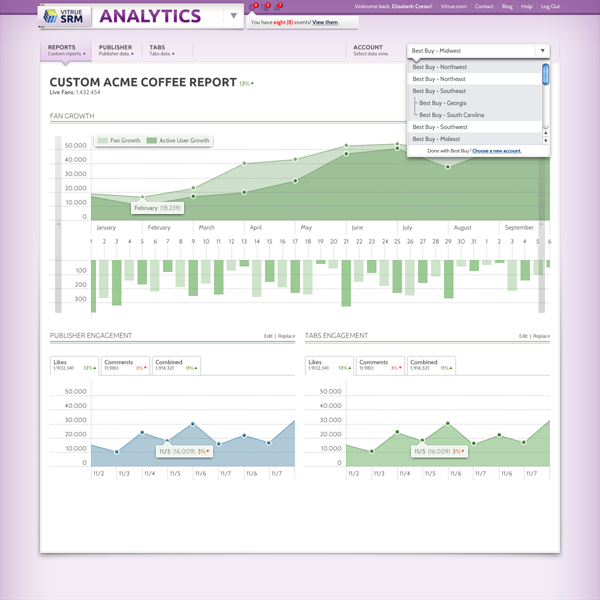 VITRUE
SRM
ANALYTICS
You have eight (8) events! View them
Welcome back, Elizabeth Cretan!
Vitrue.com
Contact
Blog
Help
Log Out
REPORTS
Custom reports.
PUBLISHER
Publisher data.
TABS
Tabs data.
ACCOUNT
Select data view.
Best Buy - Midwest
Best Buy - Northwest
Best Buy - Northeast
Best Buy - Southeast
Best Buy - Georgia
Best Buy - South Carolina
Best Buy - Southwest
Best Buy - Mideast
Done with Best Buy? Choose a new account.
CUSTOM ACME COFFEE REPORT 13%
Live Fans: 1.432.454
FAN GROWTH
Fan Growth
Active User Growth
50.000
40.000
30.000
20.000
10.000
0
February (18.239)
January February March April May June July August September
1 2 3 4 5 6 7 8 9 10 11 12 13 14 15 16 17 18 19 20 21 22 23 24 25 26 27 28 29 30 31 1 2 3 4 5 6
100
200
300
PUBLISHER ENGAGEMENT
Edit | Replace
Likes
1.902,341 13%
Comments
11.980 3%
Combined
1.914,321 11%
50.000
40.000
30.000
20.000
10.000
0
11/5 (16,009) 3%
11/2 11/3 11/4 11/5 11/6 11/7 11/7 11/7
TABS ENGAGEMENT
Edit | Replace
Likes
1.902,341 13%
Comments
11.980 3%
Combined
1.914,321 11%
50.000
40.000
30.000
20.000
10.000
0
11/5 (16,009) 3%
11/2 11/3 11/4 11/5 11/6 11/7 11/7 11/7